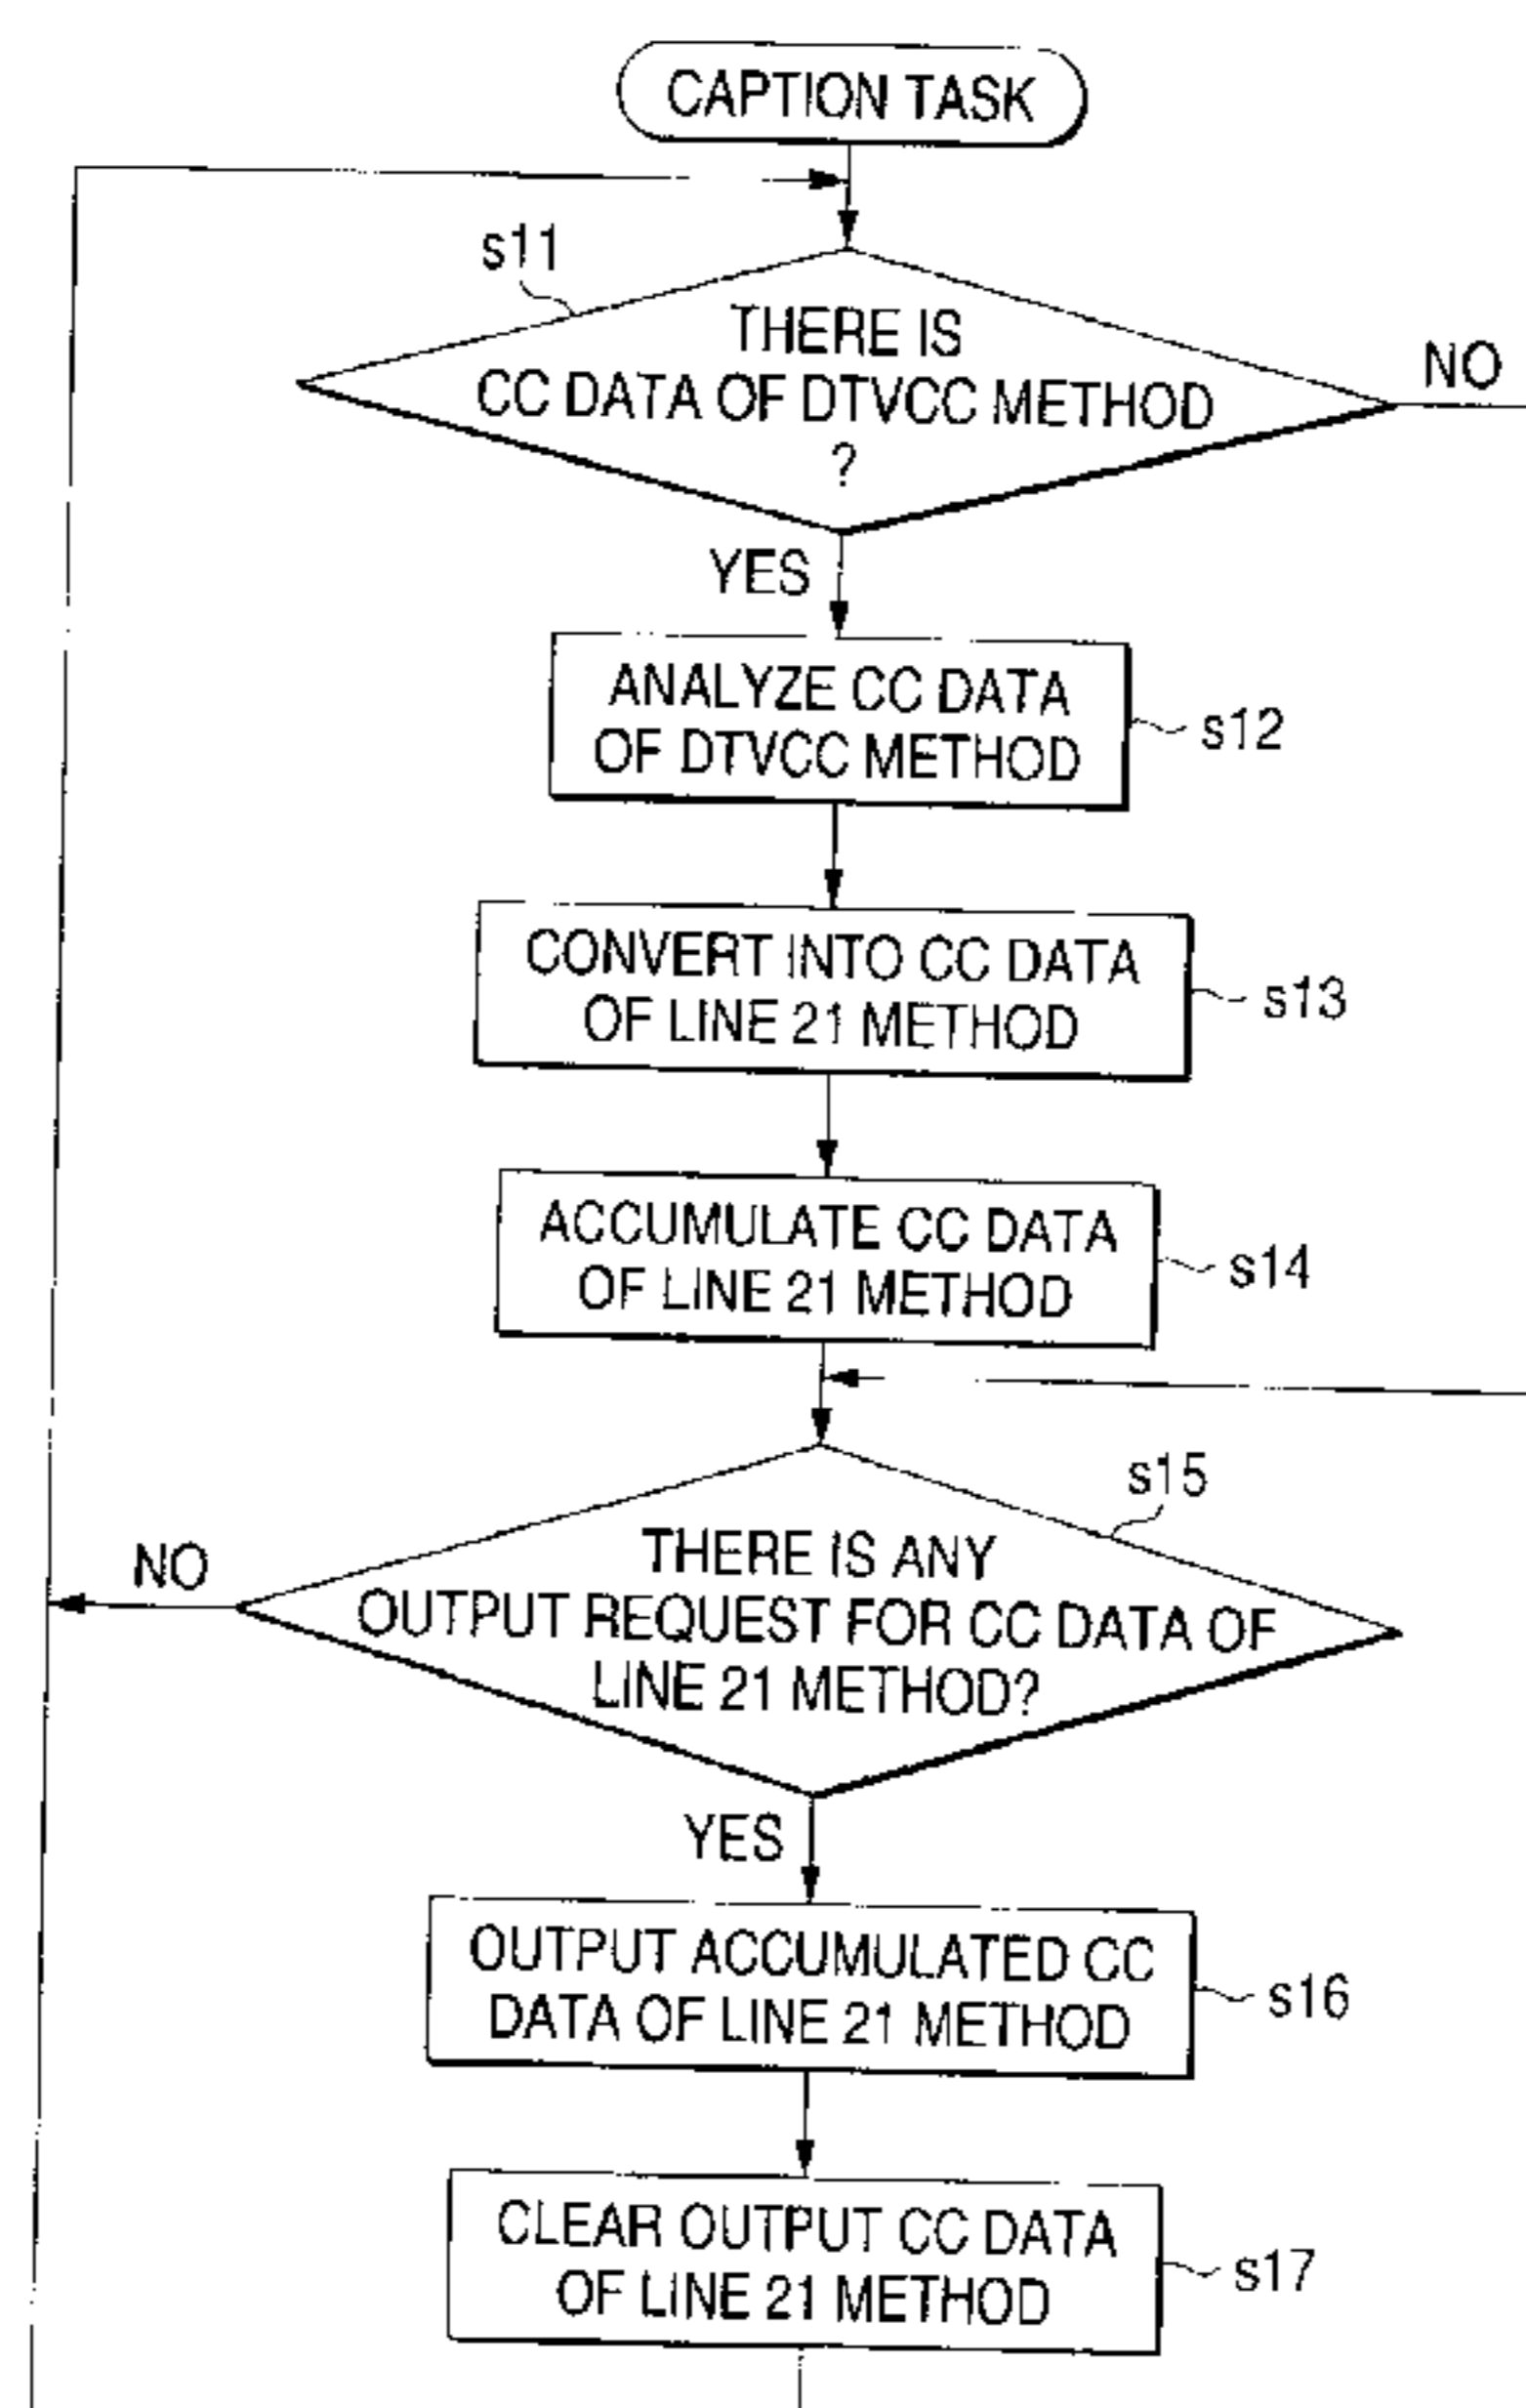 CAPTION TASK
s11
THERE IS
CC DATA OF DTVCC METHOD
?
NO
YES
ANALYZE CC DATA
OF DTVCC METHOD
s12
CONVERT INTO CC DATA
OF LINE 21 METHOD
s13
ACCUMULATE CC DATA
OF LINE 21 METHOD
s14
s15
THERE IS ANY
OUTPUT REQUEST FOR CC DATA OF
LINE 21 METHOD?
NO
YES
OUTPUT ACCUMULATED CC
DATA OF LINE 21 METHOD
s16
CLEAR OUTPUT CC DATA
OF LINE 21 METHOD
s17